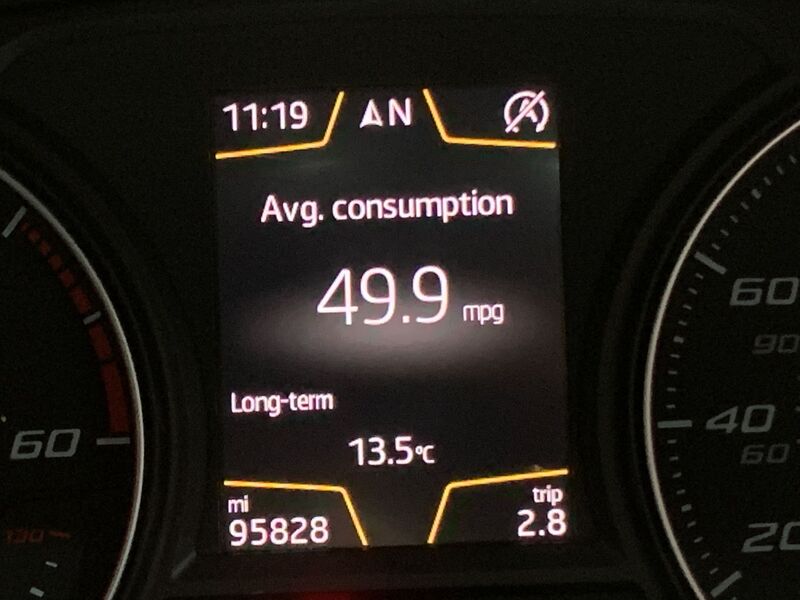 11:19
N
Avg. consumption
49.9 mpg
Long-term
13.5°C
mi
95828
trip
2.8
60
130
60
90
40
60
20